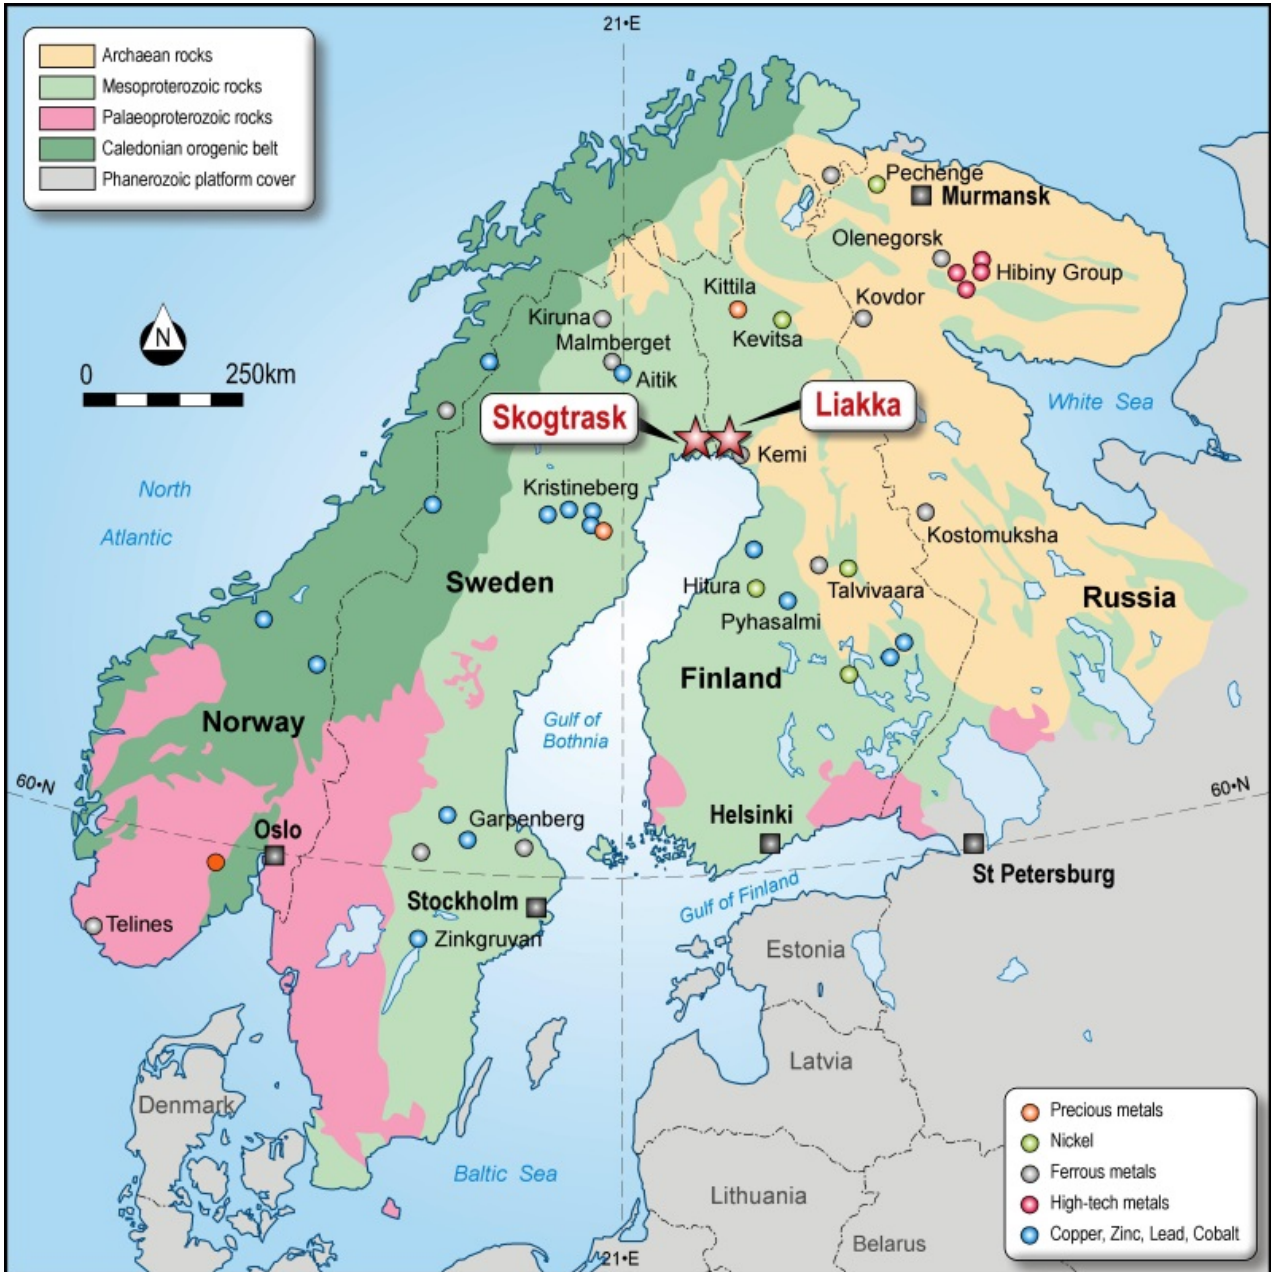 21•E
Archaean rocks
Mesoproterozoic rocks
Palaeoproterozoic rocks
Caledonian orogenic belt
Phanerozoic platform cover
Pechenge
Murmansk
Olenegorsk
Hibiny Group
Kittila
Kovdor
N
Kiruna
Kevitsa
Malmberget
0 250km
Aitik
Skogtrask
Liakka
White Sea
Kemi
North
Atlantic
Kristineberg
Kostomuksha
Sweden
Hitura
Talvivaara
Russia
Pyhasalmi
Finland
Norway
Gulf of
Bothnia
60•N
60•N
Helsinki
Garpenberg
Oslo
St Petersburg
Gulf of Finland
Stockholm
Telines
Zinkgruvan
Estonia
Latvia
Denmark
Precious metals
Nickel
Baltic Sea
Ferrous metals
Lithuania
High-tech metals
Copper, Zinc, Lead, Cobalt
Belarus
21•E